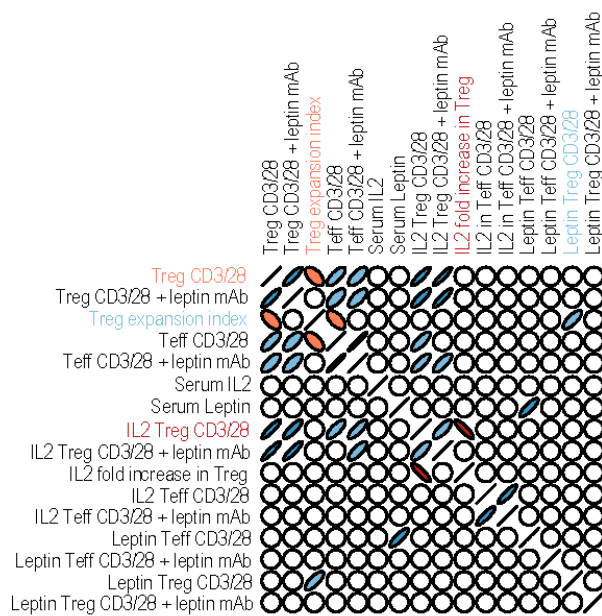 Treg CD3/28
Treg CD3/28 + leptin mAb
Treg expansion index
Teff CD3/28
Teff CD3/28 + leptin mAb
Serum IL2
Serum Leptin
IL2 Treg CD3/28
IL2 Treg CD3/28 + leptin mAb
IL2 fold increase in Treg
IL2 in Teff CD3/28
IL2 in Teff CD3/28 + leptin mAb
Leptin Teff CD3/28
Leptin Teff CD3/28 + leptin mAb
Leptin Treg CD3/28
Leptin Treg CD3/28 + leptin mAb
Treg CD3/28
Treg CD3/28 + leptin mAb
Treg expansion index
Teff CD3/28
Teff CD3/28 + leptin mAb
Serum IL2
Serum Leptin
IL2 Treg CD3/28
IL2 Treg CD3/28 + leptin mAb
IL2 fold increase in Treg
IL2 Teff CD3/28
IL2 Teff CD3/28 + leptin mAb
Leptin Teff CD3/28
Leptin Teff CD3/28 + leptin mAb
Leptin Treg CD3/28
Leptin Treg CD3/28 + leptin mAb